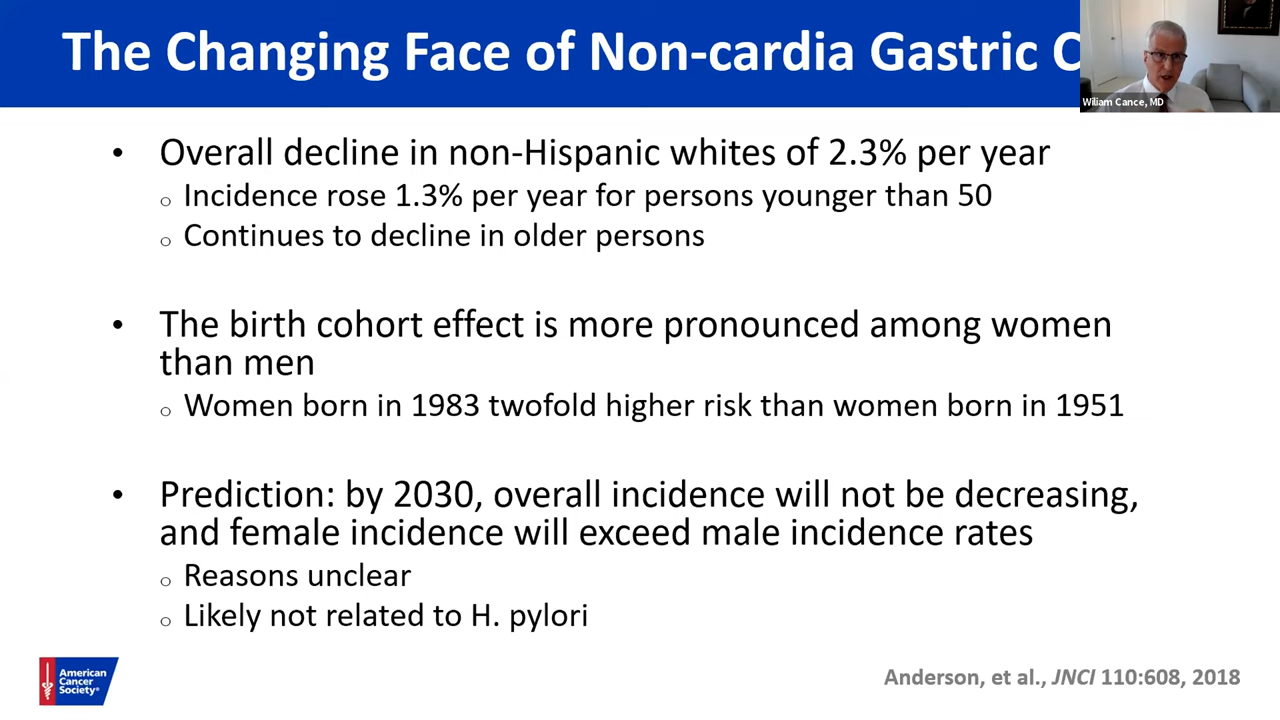 The Changing Face of Non-cardia Gastric
Wiliam Cance, MD
• Overall decline in non-Hispanic whites of 2.3% per year
o Incidence rose 1.3% per year for persons younger than 50
o Continues to decline in older persons
• The birth cohort effect is more pronounced among women
than men
o Women born in 1983 twofold higher risk than women born in 1951
• Prediction: by 2030, overall incidence will not be decreasing,
and female incidence will exceed male incidence rates
o Reasons unclear
o Likely not related to H. pylori
American
Cancer
Society®
Anderson, et al., JNCI 110:608, 2018